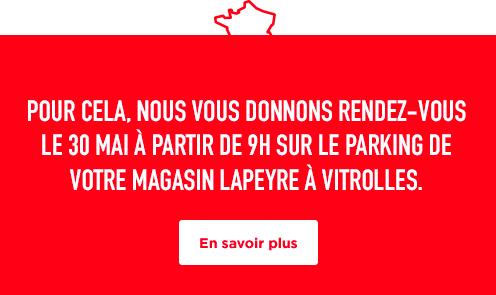 POUR CELA, NOUS VOUS DONNONS RENDEZ-VOUS
LE 30 MAI À PARTIR DE 9H SUR LE PARKING DE
VOTRE MAGASIN LAPEYRE À VITROLLES.
En savoir plus